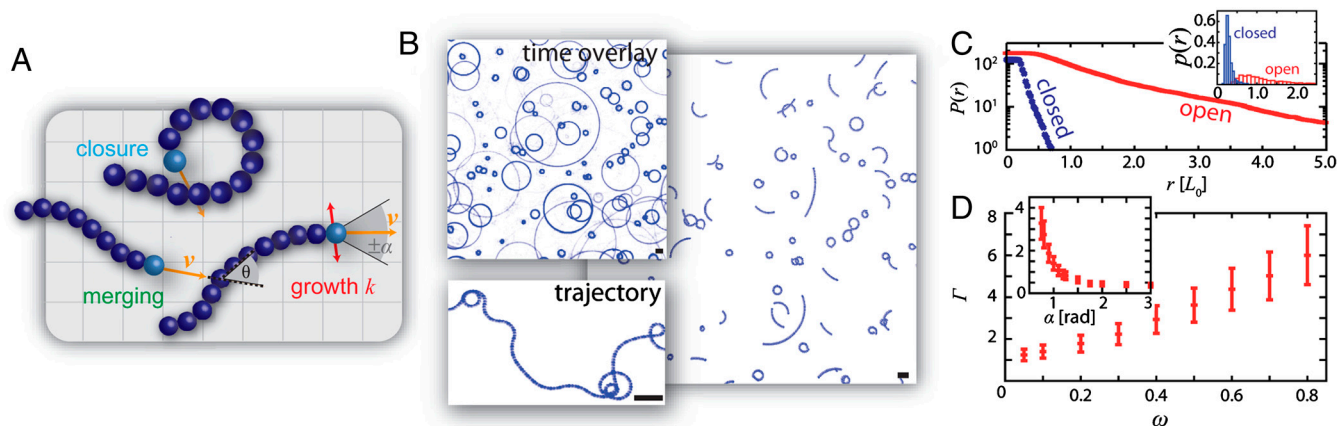 A
closure
v
merging
θ
v
±α
growth k
B
time overlay
trajectory
C
P(r)
10²
10¹
10⁰
closed
open
0
1.0
2.0
3.0
4.0
5.0
r [L₀]
p(r)
0.6
0.4
0.2
0
closed
open
0
1.0
2.0
D
Γ
8
6
4
2
0
0.2
0.4
0.6
0.8
ω
4
2
0
1
2
3
α [rad]